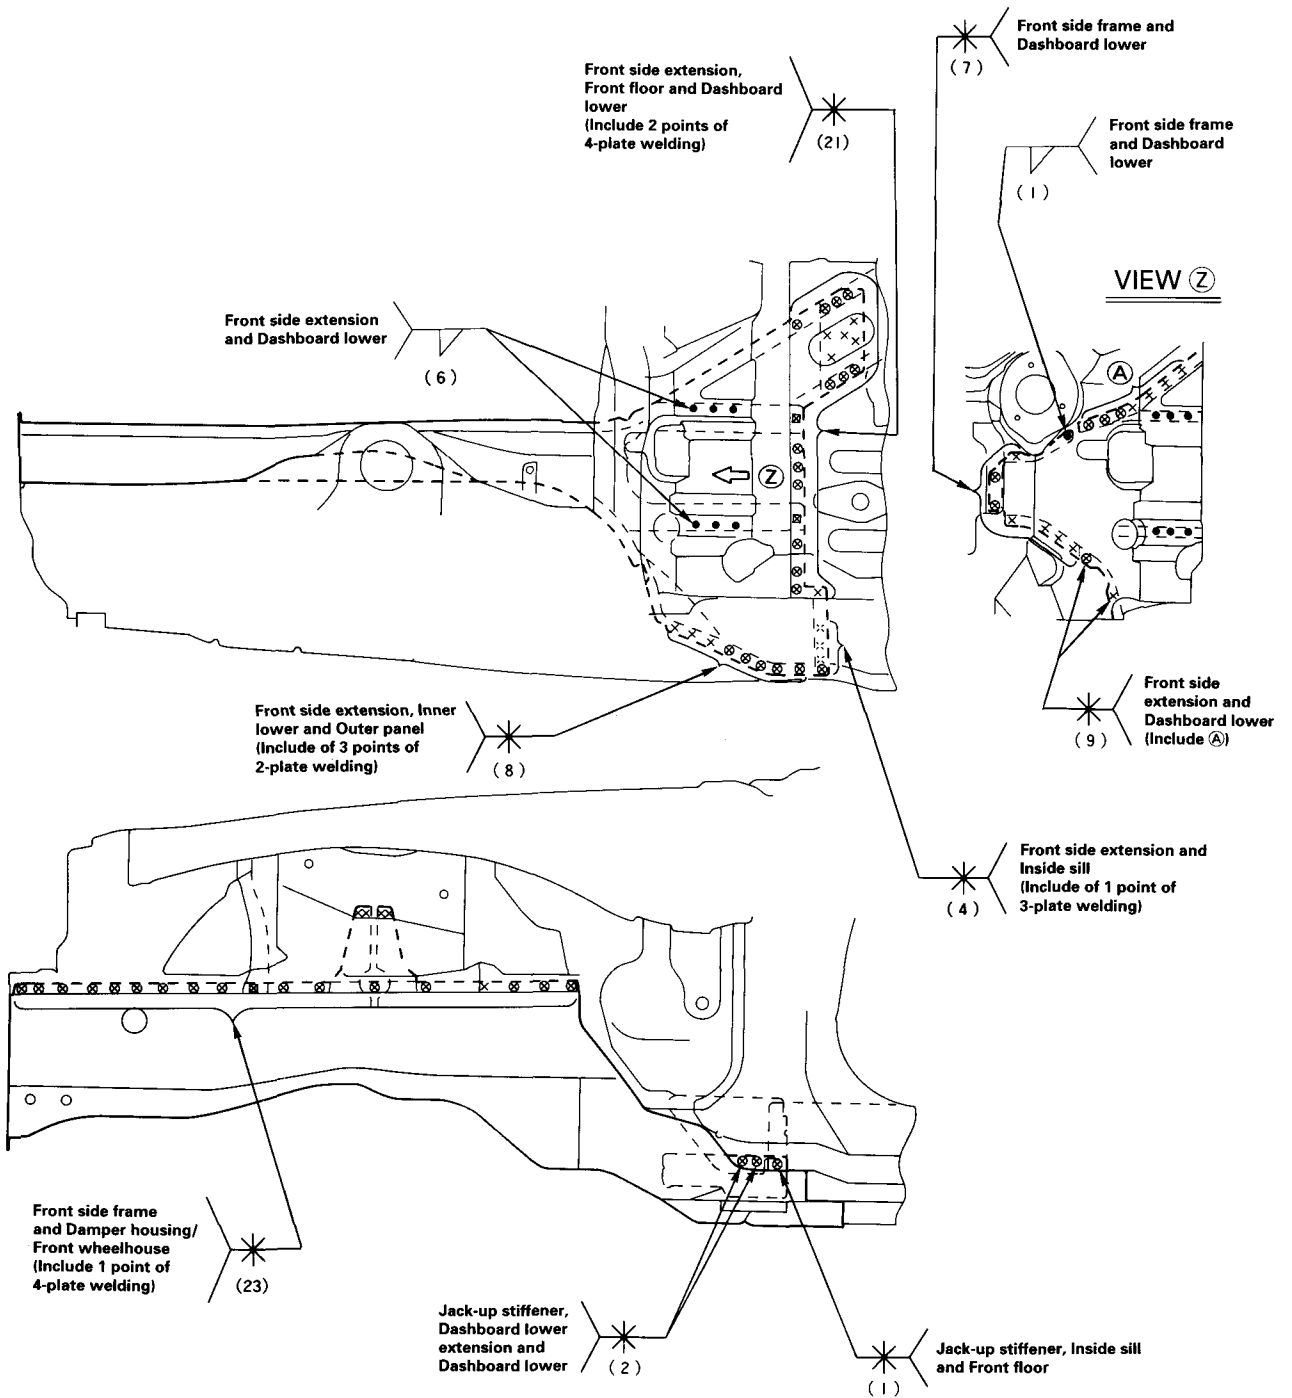 Front side frame and
Dashboard lower
(7)
Front side extension,
Front floor and Dashboard
lower
(Include 2 points of
4-plate welding)
(21)
Front side frame
and Dashboard
lower
(1)
VIEW Ⓩ
Front side extension
and Dashboard lower
(6)
Ⓐ
Ⓩ
Front side
extension and
Dashboard lower
(Include Ⓐ)
(9)
Front side extension, Inner
lower and Outer panel
(Include of 3 points of
2-plate welding)
(8)
Front side extension and
Inside sill
(Include of 1 point of
3-plate welding)
(4)
Front side frame
and Damper housing/
Front wheelhouse
(Include 1 point of
4-plate welding)
(23)
Jack-up stiffener,
Dashboard lower
extension and
Dashboard lower
(2)
Jack-up stiffener, Inside sill
and Front floor
(1)